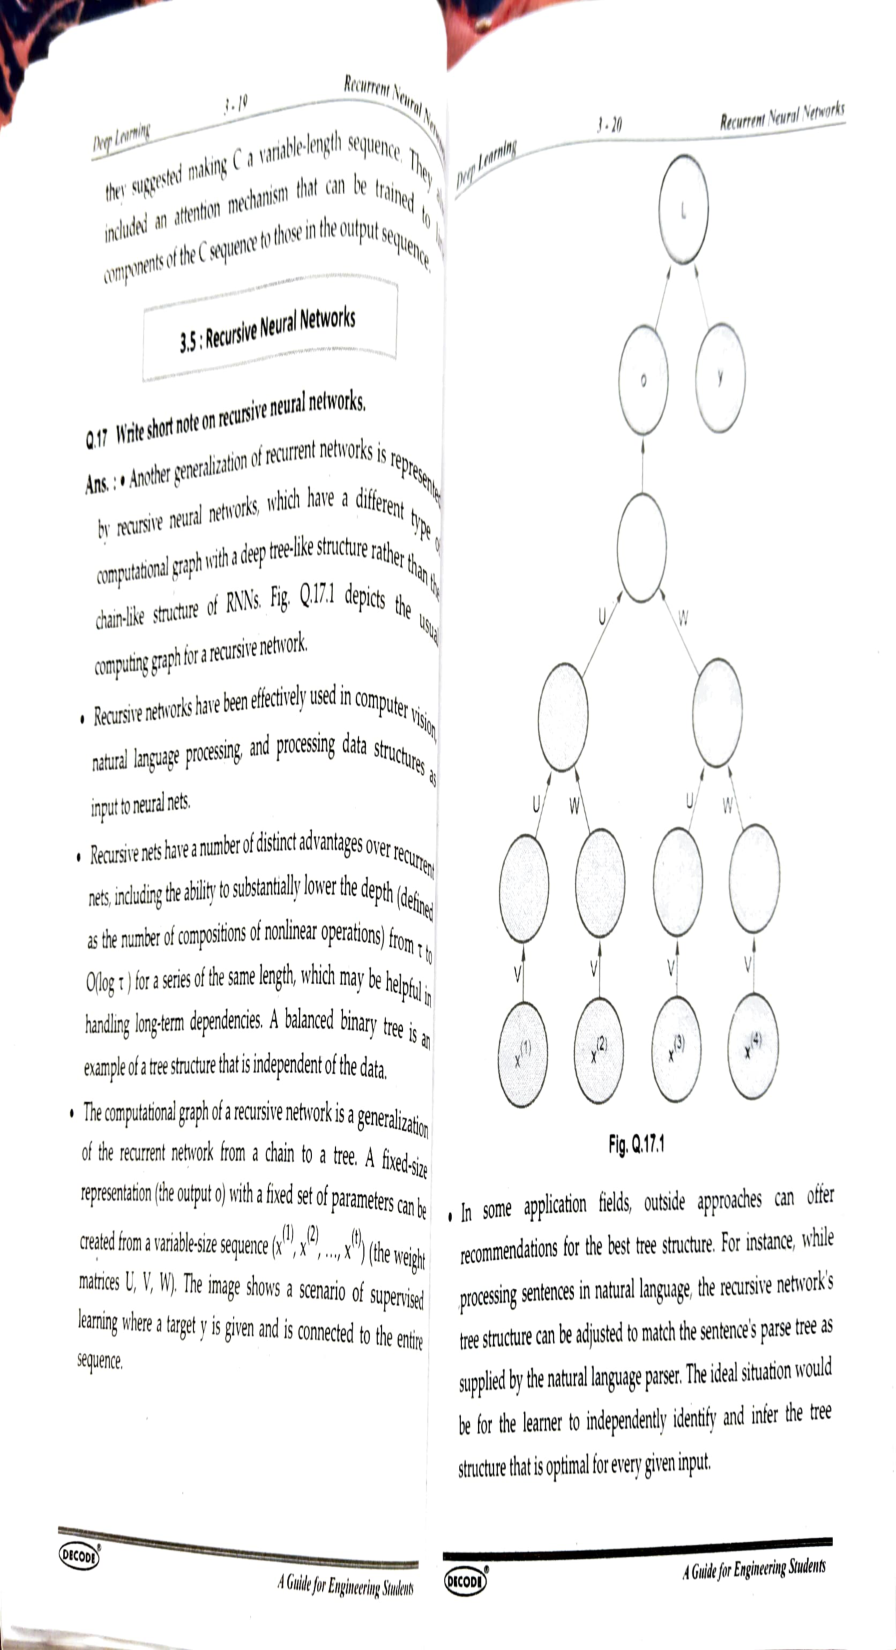 Deep Learning
3 - 19
Recurrent Neural
they suggested making C a variable-length sequence. They
included an attention mechanism that can be trained to
components of the C sequence to those in the output sequence.
3.5 : Recursive Neural Networks
Q.17 Write short note on recursive neural networks.
Ans. : • Another generalization of recurrent networks is represented
by recursive neural networks, which have a different type
computational graph with a deep tree-like structure rather than the
chain-like structure of RNNs. Fig. Q.17.1 depicts the usual
computing graph for a recursive network.
• Recursive networks have been effectively used in computer vision,
natural language processing, and processing data structures as
input to neural nets.
• Recursive nets have a number of distinct advantages over recurrent
nets, including the ability to substantially lower the depth (defined
as the number of compositions of nonlinear operations) from τ to
O(log τ ) for a series of the same length, which may be helpful in
handling long-term dependencies. A balanced binary tree is an
example of a tree structure that is independent of the data.
• The computational graph of a recursive network is a generalization
of the recurrent network from a chain to a tree. A fixed-size
representation (the output o) with a fixed set of parameters can be
created from a variable-size sequence (x^(1), x^(2), ..., x^(t)) (the weight
matrices U, V, W). The image shows a scenario of supervised
learning where a target y is given and is connected to the entire
sequence.
DECODE®
A Guide for Engineering Students
Deep Learning
3 - 20
Recurrent Neural Networks
L
o
y
U
W
U
W
U
W
V
V
V
V
x^(1)
x^(2)
x^(3)
x^(4)
Fig. Q.17.1
• In some application fields, outside approaches can offer
recommendations for the best tree structure. For instance, while
processing sentences in natural language, the recursive network's
tree structure can be adjusted to match the sentence's parse tree as
supplied by the natural language parser. The ideal situation would
be for the learner to independently identify and infer the tree
structure that is optimal for every given input.
DECODE®
A Guide for Engineering Students